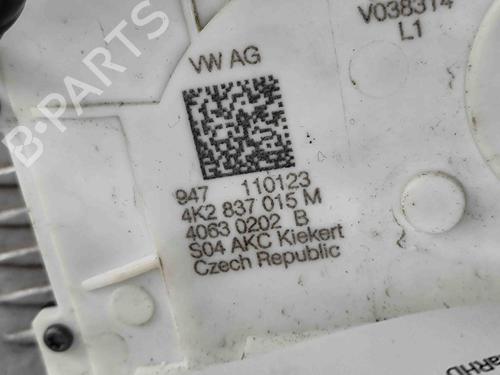 V038314
L1
VW AG
947 110123
4K2 837 015 M
4063 0202 B
S04 AKC Kiekert
Czech Republic
B-PARTS